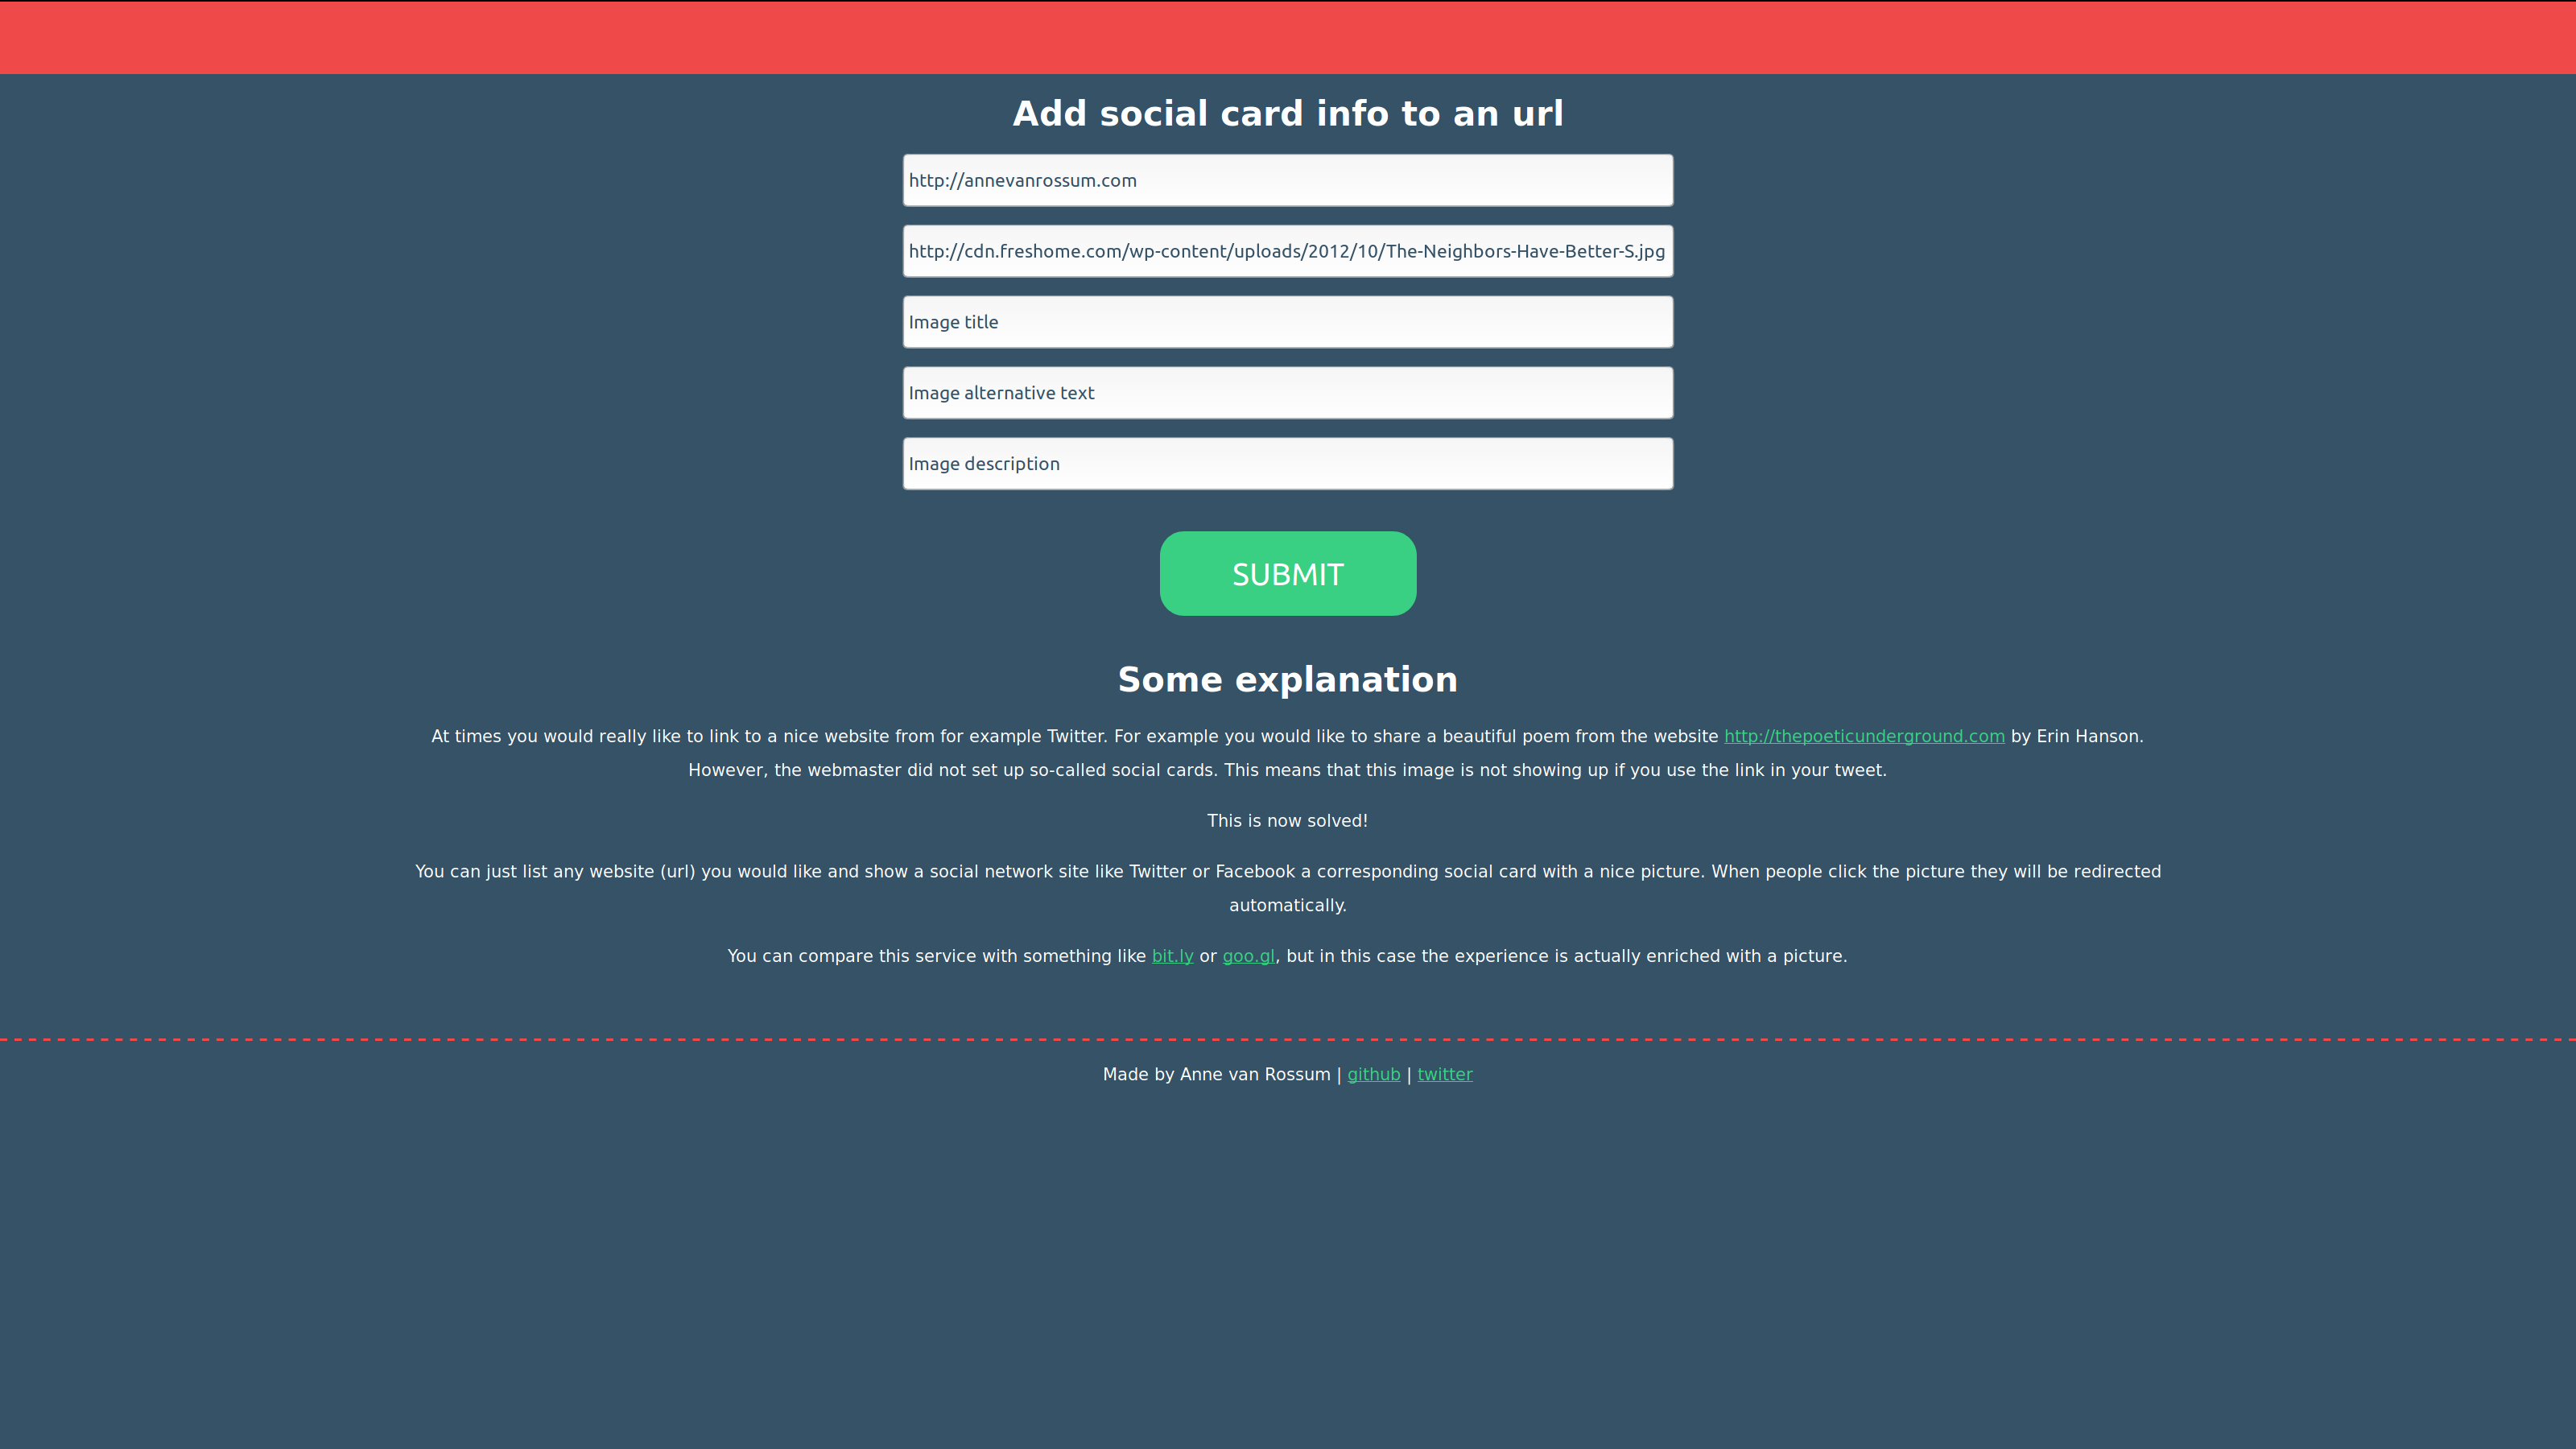 Add social card info to an url
http://annevanrossum.com
http://cdn.freshome.com/wp-content/uploads/2012/10/The-Neighbors-Have-Better-S.jpg
Image title
Image alternative text
Image description
SUBMIT
Some explanation
At times you would really like to link to a nice website from for example Twitter. For example you would like to share a beautiful poem from the website http://thepoeticunderground.com by Erin Hanson.
However, the webmaster did not set up so-called social cards. This means that this image is not showing up if you use the link in your tweet.
This is now solved!
You can just list any website (url) you would like and show a social network site like Twitter or Facebook a corresponding social card with a nice picture. When people click the picture they will be redirected
automatically.
You can compare this service with something like bit.ly or goo.gl, but in this case the experience is actually enriched with a picture.
Made by Anne van Rossum | github | twitter